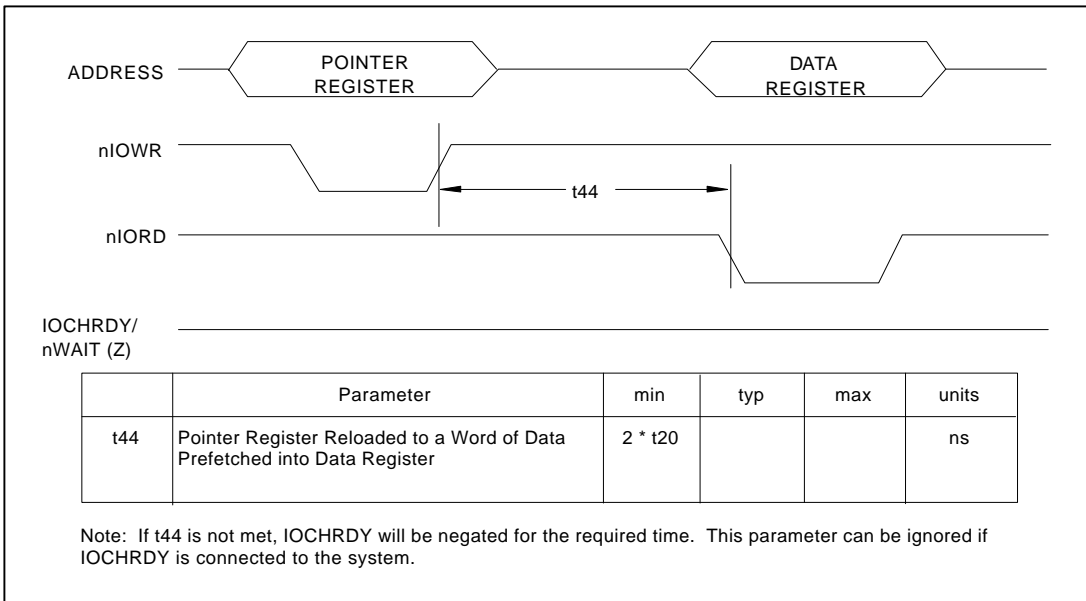 ADDRESS
POINTER
REGISTER
DATA
REGISTER
nIOWR
t44
nIORD
IOCHRDY/
nWAIT (Z)
Parameter min typ max units
t44 Pointer Register Reloaded to a Word of Data 2 * t20 ns
Prefetched into Data Register
Note: If t44 is not met, IOCHRDY will be negated for the required time. This parameter can be ignored if
IOCHRDY is connected to the system.